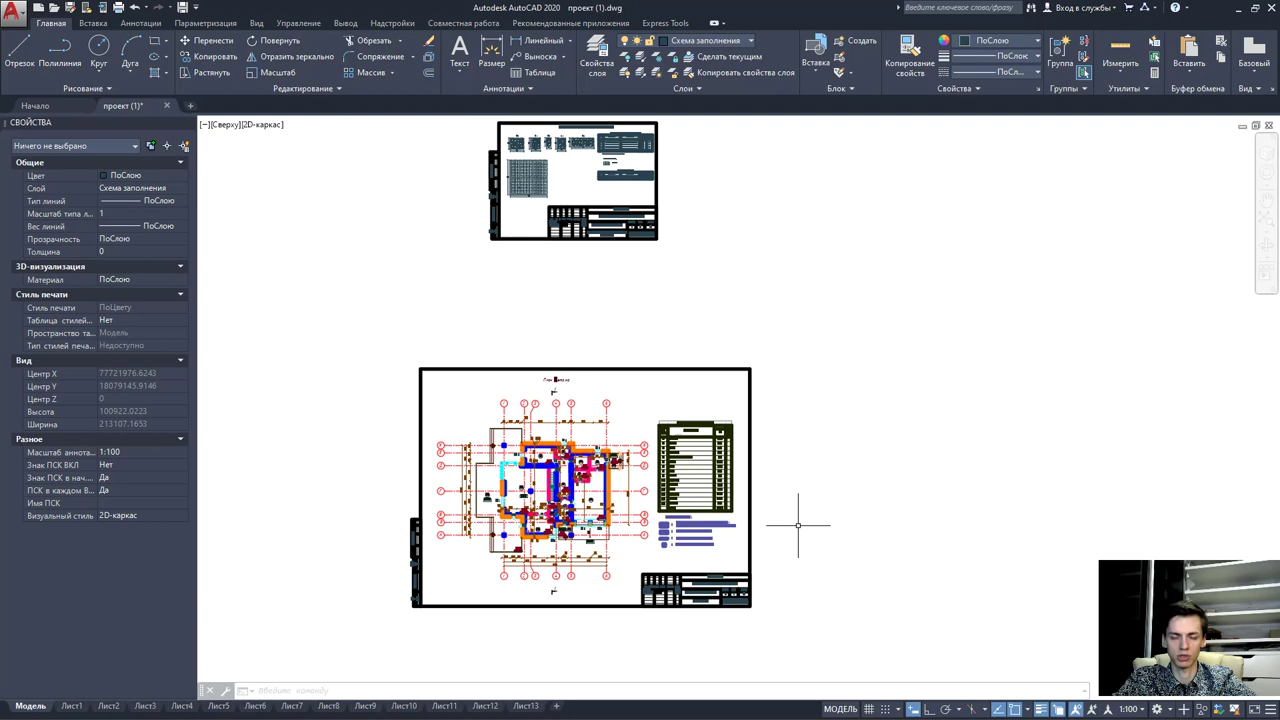 Autodesk AutoCAD 2020 проект (1).dwg
Введите ключевое слово/фразу
Вход в службы
Главная Вставка Аннотации Параметризация Вид Управление Вывод Надстройки Совместная работа Рекомендованные приложения Express Tools
Отрезок Полилиния Круг Дуга
Перенести Повернуть Обрезать
Копировать Отразить зеркально Сопряжение
Растянуть Масштаб Массив
Текст Размер
Линейный
Выноска
Таблица
Свойства слоя
Схема заполнения
Сделать текущим
Копировать свойства слоя
Вставка
Создать
Копирование свойств
ПоСлою
ПоСлок
ПоСл...
Группа
Измерить
Вставить
Базовый
Рисование Редактирование Аннотации Слои Блок Свойства Группы Утилиты Буфер обмена Вид
Начало проект (1)*
СВОЙСТВА
[−][Сверху][2D-каркас]
Ничего не выбрано
Общие
Цвет ПоСлою
Слой Схема заполнения
Тип линий ПоСлою
Масштаб типа л... 1
Вес линий ПоСлою
Прозрачность ПоСлою
Толщина 0
3D-визуализация
Материал ПоСлою
Стиль печати
Стиль печати ПоЦвету
Таблица стилей... Нет
Пространство та... Модель
Тип стилей печа... Недоступно
Вид
Центр X 77721976.6243
Центр Y 18079145.9146
Центр Z 0
Высота 100922.0223
Ширина 213107.1653
Разное
Масштаб аннота... 1:100
Знак ПСК ВКЛ Нет
Знак ПСК в нач.... Да
ПСК в каждом В... Да
Имя ПСК
Визуальный стиль 2D-каркас
Введите команду
Модель Лист1 Лист2 Лист3 Лист4 Лист5 Лист6 Лист7 Лист8 Лист9 Лист10 Лист11 Лист12 Лист13 +
МОДЕЛЬ 1:100